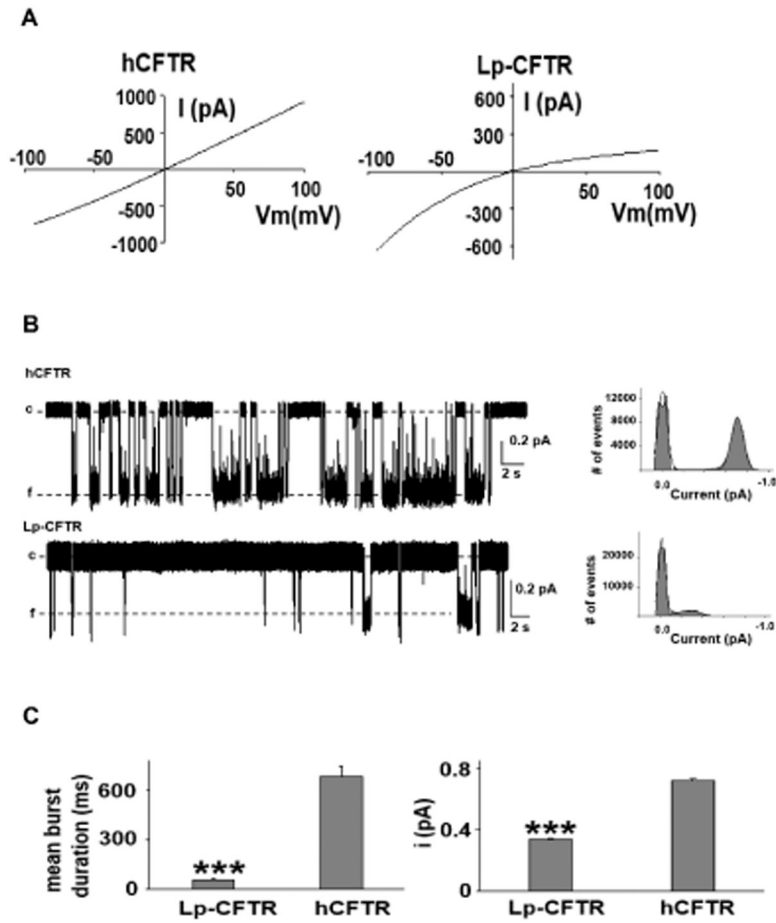 A
hCFTR
I (pA)
1000
500
-100 -50
50 100
-500
-1000
Vm(mV)
Lp-CFTR
I (pA)
600
300
-100 -50
50 100
-300
-600
Vm(mV)
B
hCFTR
c
f
0.2 pA
2 s
# of events
12000
8000
4000
0.0 -1.0
Current (pA)
Lp-CFTR
c
f
0.2 pA
2 s
# of events
20000
10000
0.0 -1.0
Current (pA)
C
mean burst
duration (ms)
600
300
0
***
Lp-CFTR hCFTR
i (pA)
0.8
0.4
0
***
Lp-CFTR hCFTR